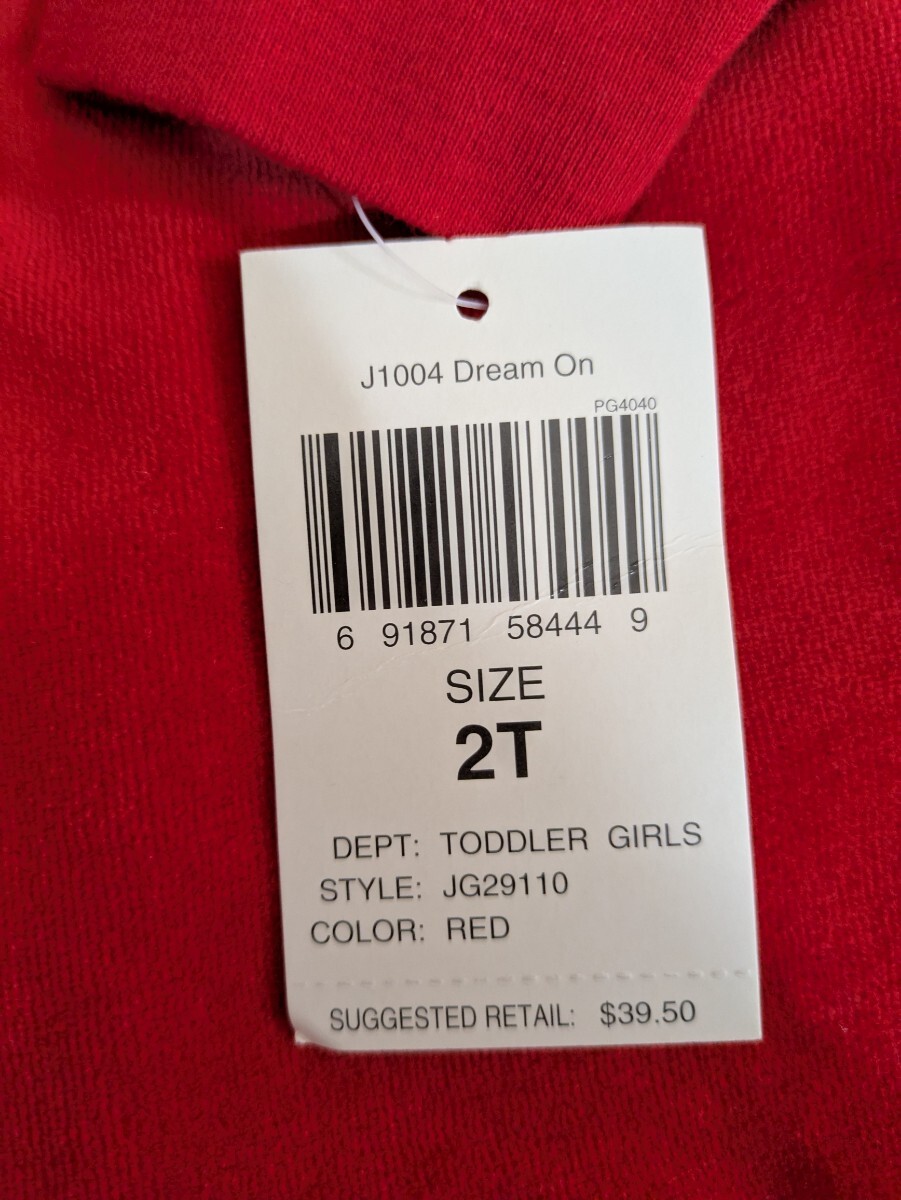 J1004 Dream On
PG4040
6 91871 58444 9
SIZE
2T
DEPT: TODDLER GIRLS
STYLE: JG29110
COLOR: RED
SUGGESTED RETAIL: $39.50